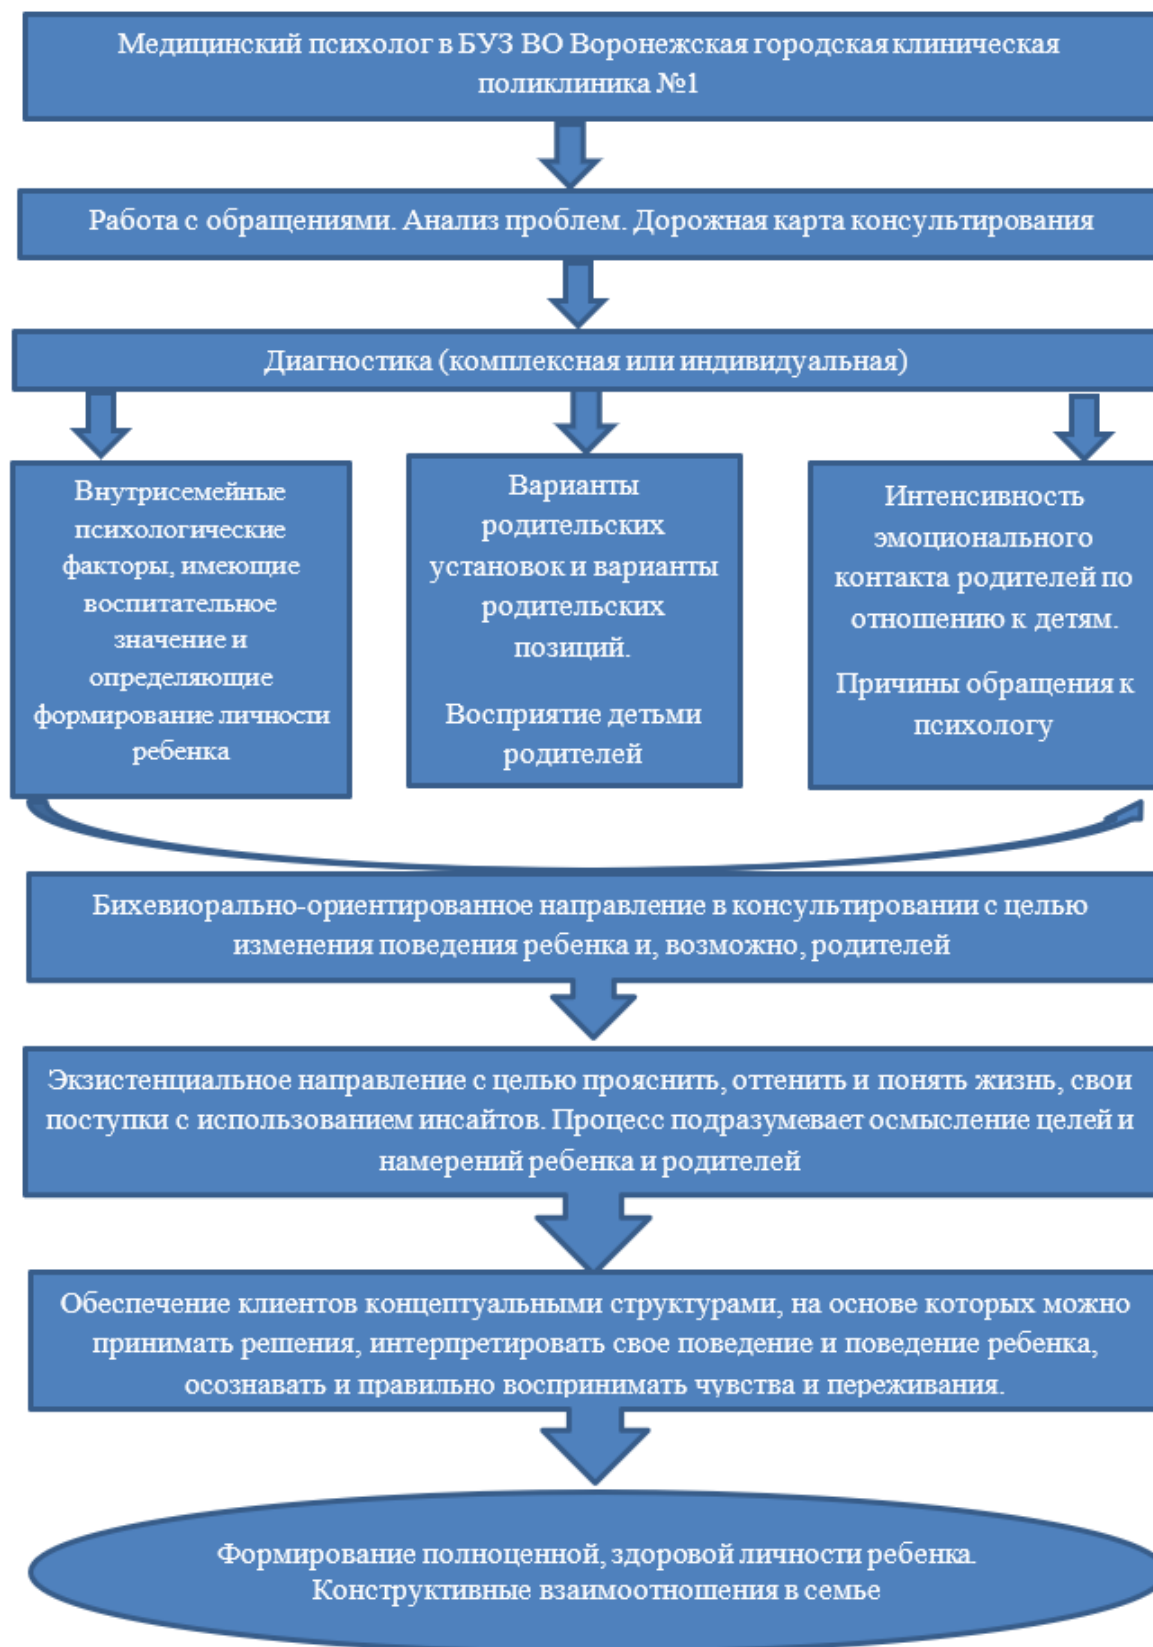 Медицинский психолог в БУЗ ВО Воронежская городская клиническая
поликлиника №1
Работа с обращениями. Анализ проблем. Дорожная карта консультирования
Диагностика (комплексная или индивидуальная)
Внутрисемейные
психологические
факторы, имеющие
воспитательное
значение и
определяющие
формирование личности
ребенка
Варианты
родительских
установок и варианты
родительских
позиций.
Восприятие детьми
родителей
Интенсивность
эмоционального
контакта родителей по
отношению к детям.
Причины обращения к
психологу
Бихевиорально-ориентированное направление в консультировании с целью
изменения поведения ребенка и, возможно, родителей
Экзистенциальное направление с целью прояснить, оттенить и понять жизнь, свои
поступки с использованием инсайтов. Процесс подразумевает осмысление целей и
намерений ребенка и родителей
Обеспечение клиентов концептуальными структурами, на основе которых можно
принимать решения, интерпретировать свое поведение и поведение ребенка,
осознавать и правильно воспринимать чувства и переживания.
Формирование полноценной, здоровой личности ребенка.
Конструктивные взаимоотношения в семье